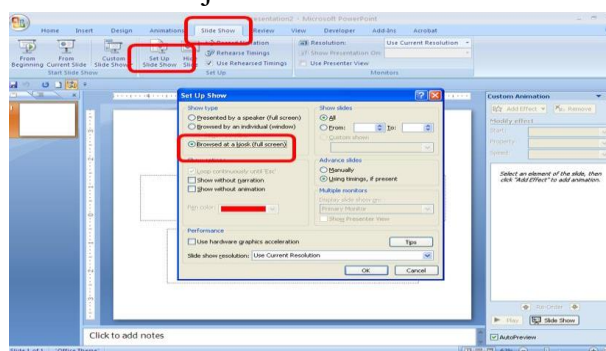 Presentation2 - Microsoft PowerPoint
Home Insert Design Animations Slide Show Review View Developer Add-Ins Acrobat
From Beginning
From Current Slide
Custom Slide Show
Set Up Slide Show
Rehearse Timings
Use Rehearsed Timings
Resolution: Use Current Resolution
Show Presentation On:
Use Presenter View
Start Slide Show Set Up Monitors
Set Up Show
Show type
Presented by a speaker (full screen)
Browsed by an individual (window)
Browsed at a kiosk (full screen)
Loop continuously until 'Esc'
Show without narration
Show without animation
Pen color:
Show slides
All
From: To:
Custom show:
Advance slides
Manually
Using timings, if present
Multiple monitors
Display slide show on:
Primary Monitor
Show Presenter View
Performance
Use hardware graphics acceleration
Tips
Slide show resolution: Use Current Resolution
OK Cancel
Custom Animation
Add Effect Remove
Modify effect
Start:
Property:
Speed:
Select an element of the slide, then
click "Add Effect" to add animation.
Re-Order
Play Slide Show
AutoPreview
Click to add notes
Slide 1 of 1 "Office Theme"